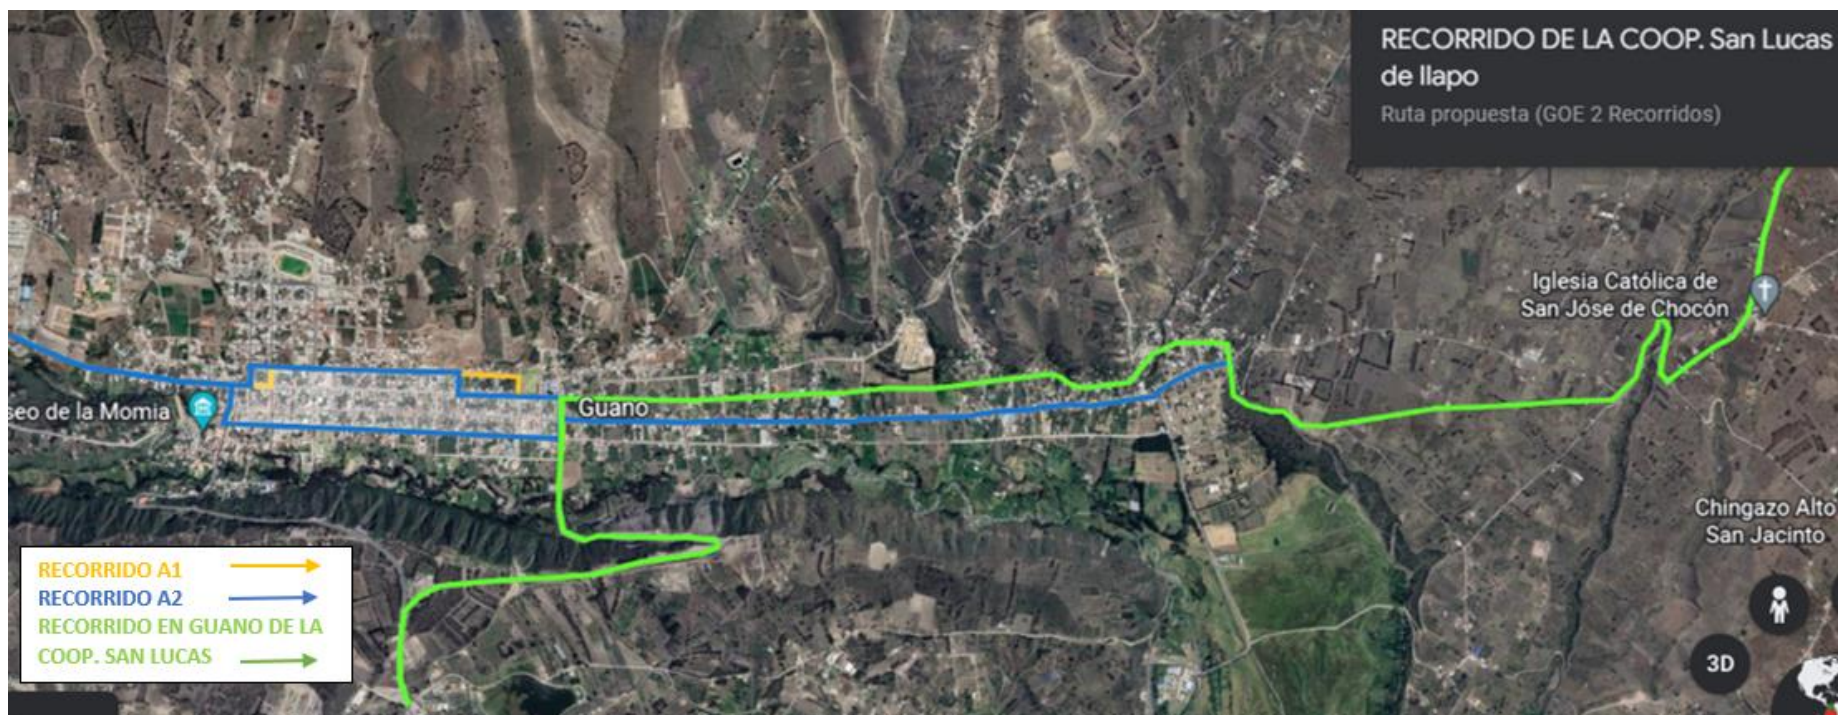 RECORRIDO DE LA COOP. San Lucas
de Ilapo
Ruta propuesta (GOE 2 Recorridos)
Iglesia Católica de
San Jóse de Chocón
Guano
seo de la Momia
Chingazo Alto
San Jacinto
RECORRIDO A1
RECORRIDO A2
RECORRIDO EN GUANO DE LA
COOP. SAN LUCAS
3D